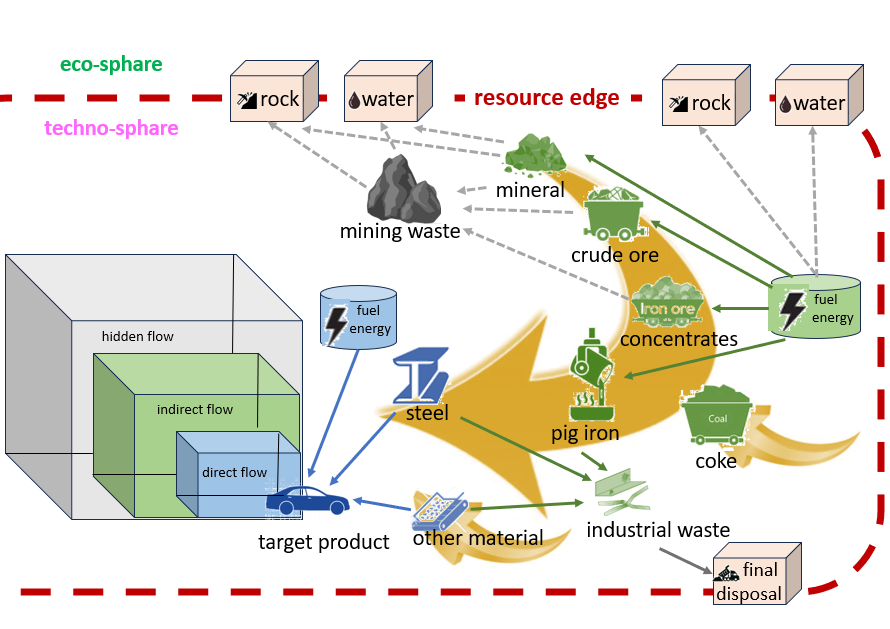 eco-sphare
rock
water
resource edge
rock
water
techno-sphare
mineral
mining waste
crude ore
hidden flow
fuel
energy
Iron ore
concentrates
fuel
energy
indirect flow
steel
pig iron
Coal
coke
direct flow
target product
other material
industrial waste
final
disposal